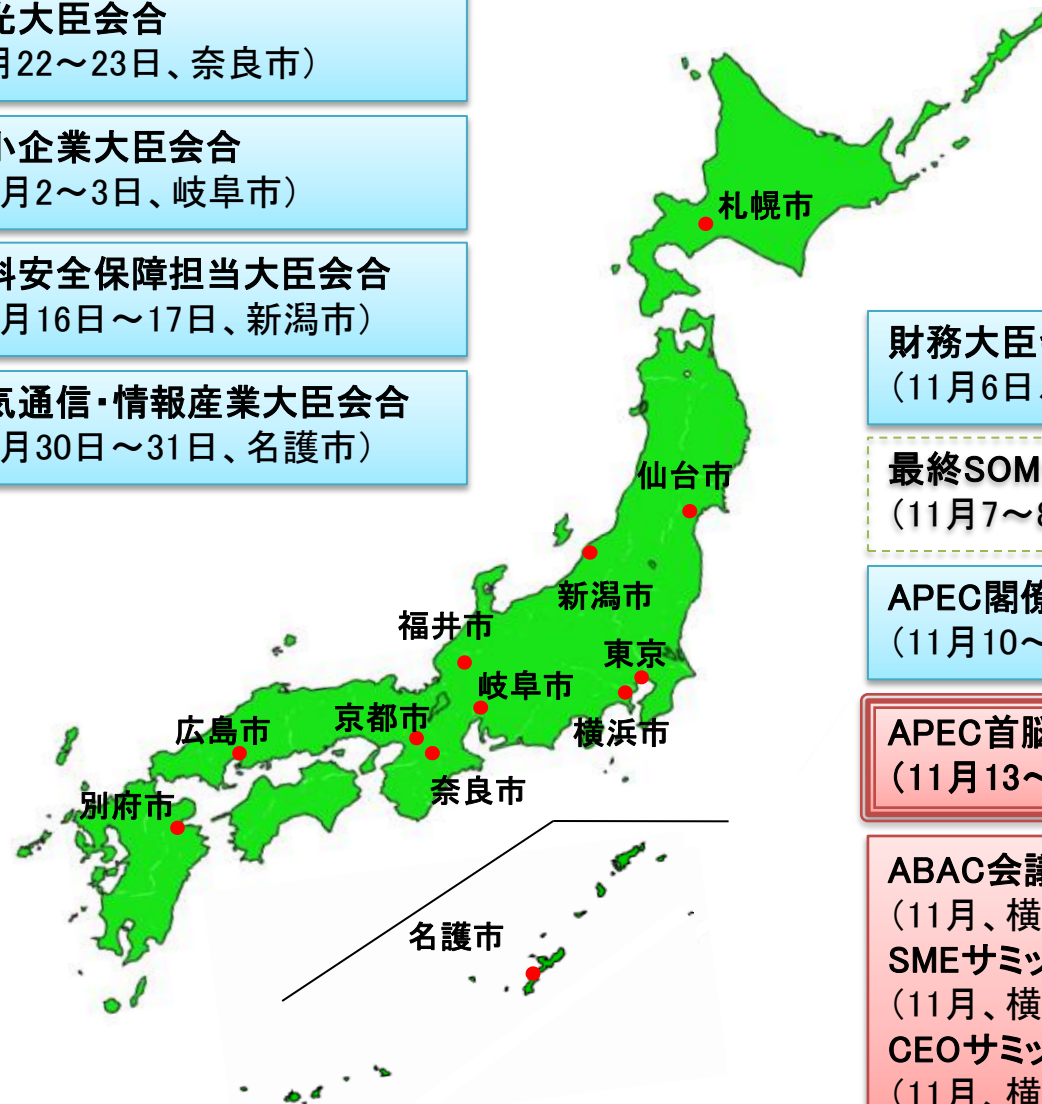 光大臣会合
月22～23日、奈良市）
小企業大臣会合
月2～3日、岐阜市）
料安全保障担当大臣会合
月16日～17日、新潟市）
気通信・情報産業大臣会合
月30日～31日、名護市）
札幌市
仙台市
新潟市
福井市
東京
岐阜市
横浜市
京都市
広島市
奈良市
別府市
名護市
財務大臣
（11月6日、
最終SOM
（11月7～8
APEC閣僚
（11月10～
APEC首脳
（11月13～
ABAC会議
（11月、横
SMEサミッ
（11月、横
CEOサミッ
（11月、横